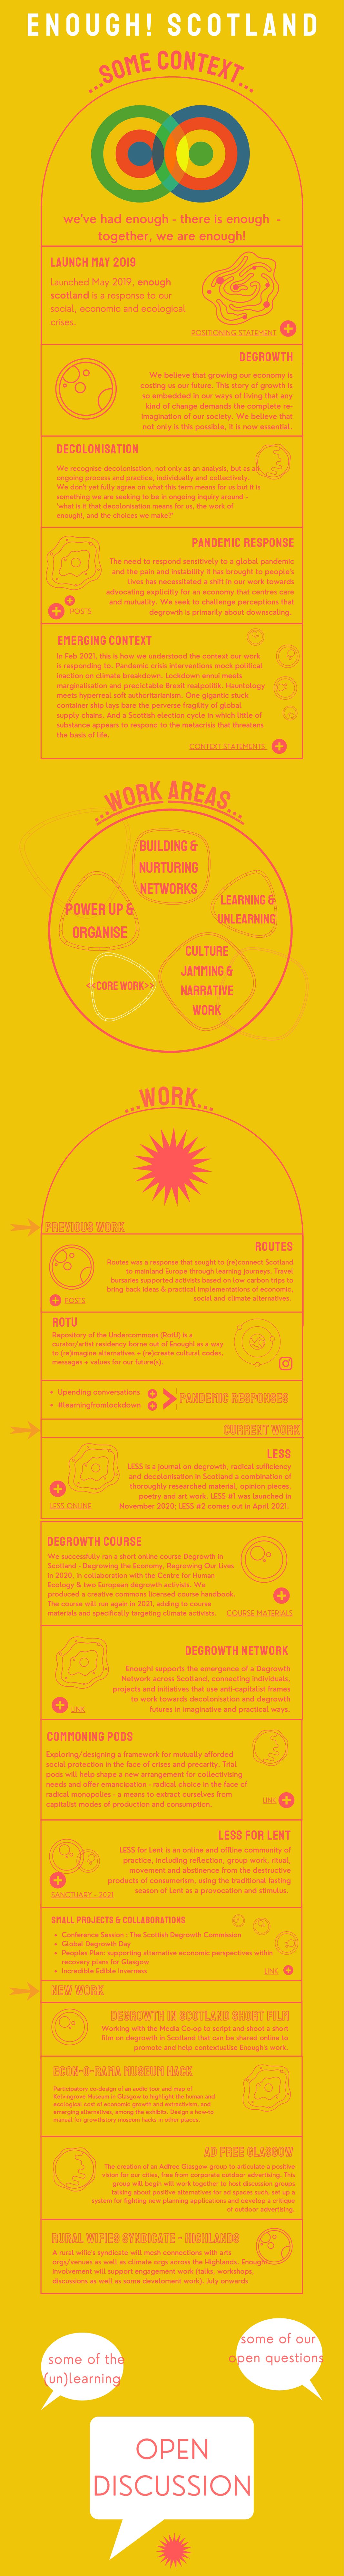 ENOUGH! SCOTLAND
...SOME CONTEXT...
we've had enough - there is enough -
together, we are enough!
LAUNCH MAY 2019
Launched May 2019, enough
scotland is a response to our
social, economic and ecological
crises.
POSITIONING STATEMENT
DEGROWTH
We believe that growing our economy is
costing us our future. This story of growth is
so embedded in our ways of living that any
kind of change demands the complete re-
imagination of our society. We believe that
not only is this possible, it is now essential.
DECOLONISATION
We recognise decolonisation, not only as an analysis, but as an
ongoing process and practice, individually and collectively.
We don't yet fully agree on what this term means for us but it is
something we are seeking to be in ongoing inquiry around -
'what is it that decolonisation means for us, the work of
enough!, and the choices we make?'
PANDEMIC RESPONSE
The need to respond sensitively to a global pandemic
and the pain and instability it has brought to people's
lives has necessitated a shift in our work towards
advocating explicitly for an economy that centres care
and mutuality. We seek to challenge perceptions that
degrowth is primarily about downscaling.
POSTS
EMERGING CONTEXT
In Feb 2021, this is how we understood the context our work
is responding to. Pandemic crisis interventions mock political
inaction on climate breakdown. Lockdown ennui meets
marginalisation and predictable Brexit realpolitik. Hauntology
meets hyperreal soft authoritarianism. One gigantic stuck
container ship lays bare the perverse fragility of global
supply chains. And a Scottish election cycle in which little of
substance appears to respond to the metacrisis that threatens
the basis of life.
CONTEXT STATEMENTS
...WORK AREAS...
BUILDING &
NURTURING
NETWORKS
POWER UP &
ORGANISE
LEARNING &
UNLEARNING
<<CORE WORK>>
CULTURE
JAMMING &
NARRATIVE
WORK
...WORK...
PREVIOUS WORK
ROUTES
Routes was a response that sought to (re)connect Scotland
to mainland Europe through learning journeys. Travel
bursaries supported activists based on low carbon trips to
bring back ideas & practical implementations of economic,
social and climate alternatives.
POSTS
ROTU
Repository of the Undercommons (RotU) is a
curator/artist residency borne out of Enough! as a way
to (re)imagine alternatives + (re)create cultural codes,
messages + values for our future(s).
• Upending conversations
• #learningfromlockdown
PANDEMIC RESPONSES
CURRENT WORK
LESS
LESS is a journal on degrowth, radical sufficiency
and decolonisation in Scotland a combination of
thoroughly researched material, opinion pieces,
poetry and art work. LESS #1 was launched in
November 2020; LESS #2 comes out in April 2021.
LESS ONLINE
DEGROWTH COURSE
We successfully ran a short online course Degrowth in
Scotland - Degrowing the Economy, Regrowing Our Lives
in 2020, in collaboration with the Centre for Human
Ecology & two European degrowth activists. We
produced a creative commons licensed course handbook.
The course will run again in 2021, adding to course
materials and specifically targeting climate activists.
COURSE MATERIALS
DEGROWTH NETWORK
Enough! supports the emergence of a Degrowth
Network across Scotland, connecting individuals,
projects and initiatives that use anti-capitalist frames
to work towards decolonisation and degrowth
futures in imaginative and practical ways.
LINK
COMMONING PODS
Exploring/designing a framework for mutually afforded
social protection in the face of crises and precarity. Trial
pods will help shape a new arrangement for collectivising
needs and offer emancipation - radical choice in the face of
radical monopolies - a means to extract ourselves from
capitalist modes of production and consumption.
LINK
LESS FOR LENT
LESS for Lent is an online and offline community of
practice, including reflection, group work, ritual,
movement and abstinence from the destructive
products of consumerism, using the traditional fasting
season of Lent as a provocation and stimulus.
SANCTUARY - 2021
SMALL PROJECTS & COLLABORATIONS
• Conference Session : The Scottish Degrowth Commission
• Global Degrowth Day
• Peoples Plan: supporting alternative economic perspectives within
recovery plans for Glasgow
• Incredible Edible Inverness
LINK
NEW WORK
DEGROWTH IN SCOTLAND SHORT FILM
Working with the Media Co-op to script and shoot a short
film on degrowth in Scotland that can be shared online to
promote and help contextualise Enough's work.
ECON-O-RAMA MUSEUM HACK
Participatory co-design of an audio tour and map of
Kelvingrove Museum in Glasgow to highlight the human and
ecological cost of economic growth and extractivism, and
emerging alternatives, among the exhibits. Design a how-to
manual for growthstory museum hacks in other places.
AD FREE GLASGOW
The creation of an Adfree Glasgow group to articulate a positive
vision for our cities, free from corporate outdoor advertising. This
group will begin will work together to host discussion groups
talking about positive alternatives for ad spaces such, set up a
system for fighting new planning applications and develop a critique
of outdoor advertising.
RURAL WIFIES SYNDICATE - HIGHLANDS
A rural wifie's syndicate will mesh connections with arts
orgs/venues as well as climate orgs across the Highlands. Enough!
involvement will support engagement work (talks, workshops,
discussions as well as some develoment work). July onwards
some of the
(un)learning
some of our
open questions
OPEN
DISCUSSION